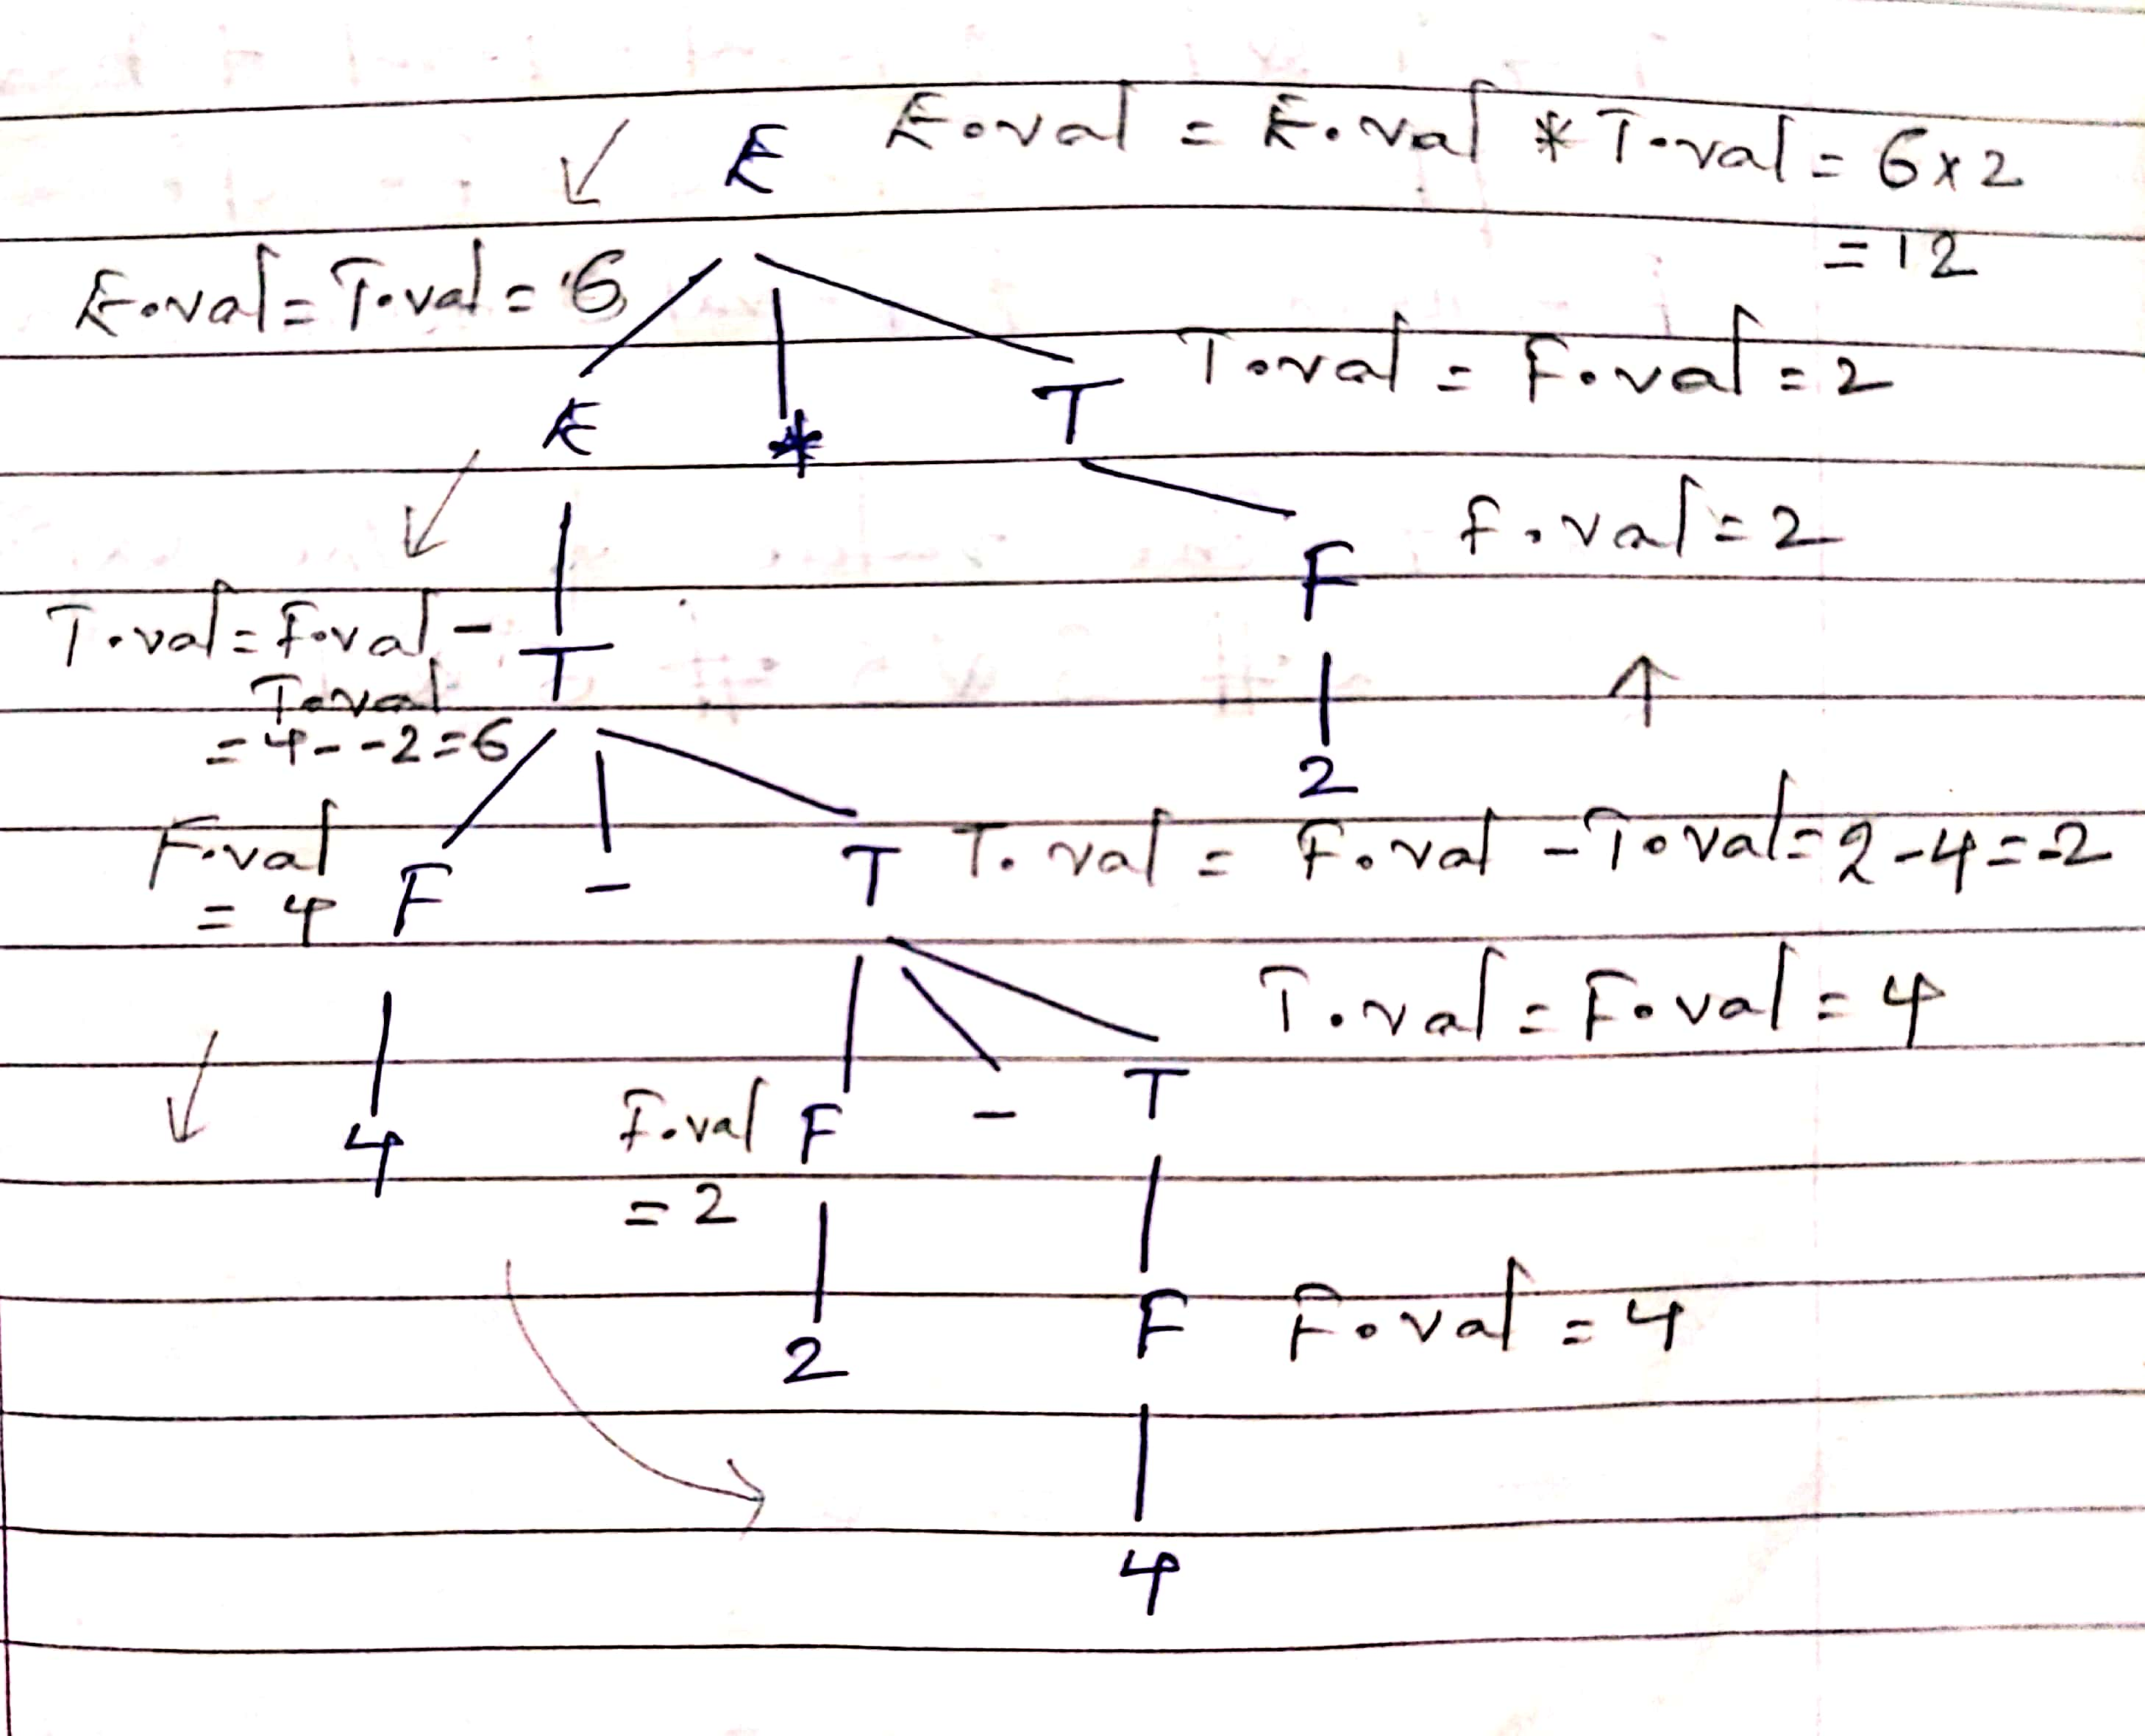 E E.val = E.val * T.val = 6x2
= 12
E.val = T.val = 6
E * T T.val = F.val = 2
F F.val = 2
T.val = F.val - T
T.val
= 4 - -2 = 6
2
F.val
= 4 F - T T.val = F.val - T.val = 2 - 4 = -2
T.val = F.val = 4
4 F.val F - T
= 2
2 F F.val = 4
4